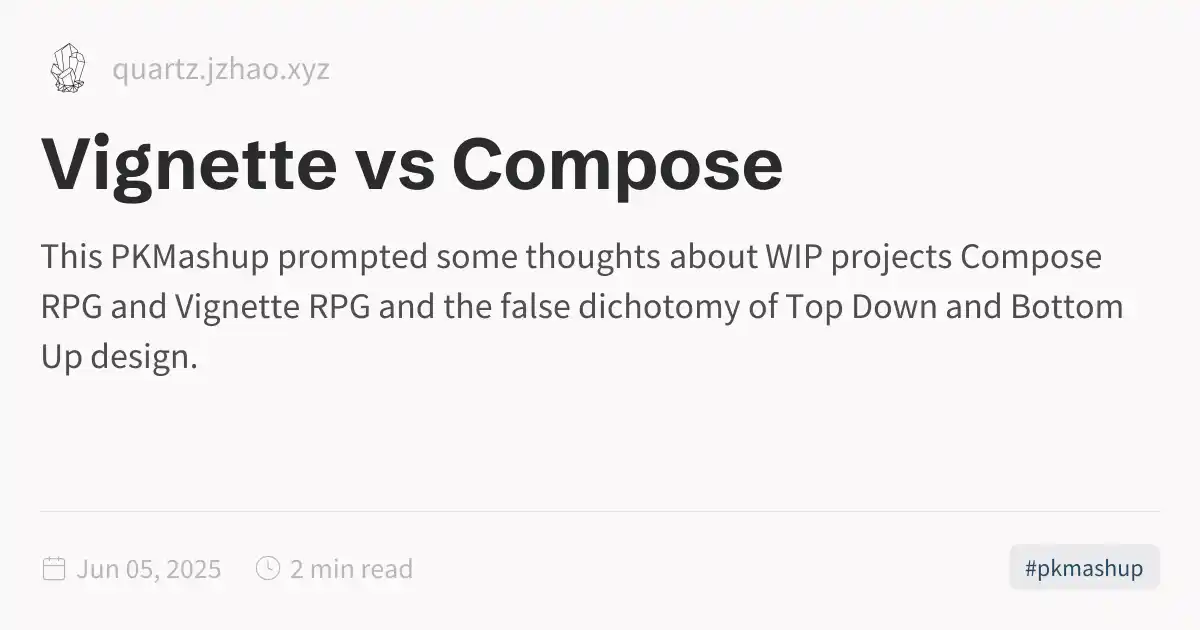 quartz.jzhao.xyz
Vignette vs Compose
This PKMashup prompted some thoughts about WIP projects Compose
RPG and Vignette RPG and the false dichotomy of Top Down and Bottom
Up design.
Jun 05, 2025 2 min read #pkmashup